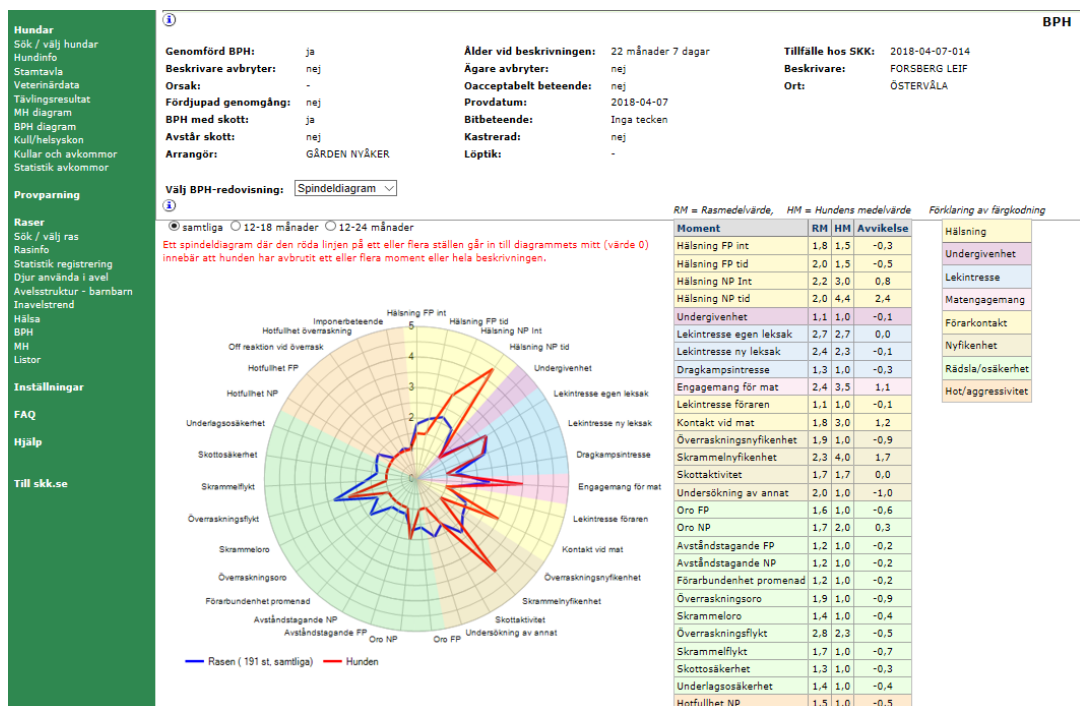 Hundar
Sök / välj hundar
Hundinfo
Stamtavla
Veterinärdata
Tävlingsresultat
MH diagram
BPH diagram
Kull/helsyskon
Kullar och avkommor
Statistik avkommor
Provparning
Raser
Sök / välj ras
Rasinfo
Statistik registrering
Djur använda i avel
Avelsstruktur - barnbarn
Inavelstrend
Hälsa
BPH
MH
Listor
Inställningar
FAQ
Hjälp
Till skk.se
BPH
Genomförd BPH: ja Ålder vid beskrivningen: 22 månader 7 dagar Tillfälle hos SKK: 2018-04-07-014
Beskrivare avbryter: nej Ägare avbryter: nej Beskrivare: FORSBERG LEIF
Orsak: - Oacceptabelt beteende: nej Ort: ÖSTERVÅLA
Fördjupad genomgång: nej Provdatum: 2018-04-07
BPH med skott: ja Bitbeteende: Inga tecken
Avstår skott: nej Kastrerad: nej
Arrangör: GÅRDEN NYÅKER Löptik: -
Välj BPH-redovisning: Spindeldiagram
samtliga 12-18 månader 12-24 månader
Ett spindeldiagram där den röda linjen på ett eller flera ställen går in till diagrammets mitt (värde 0)
innebär att hunden har avbrutit ett eller flera moment eller hela beskrivningen.
Hälsning FP int
Hälsning FP tid
Hälsning NP Int
Hälsning NP tid
Undergivenhet
Lekintresse egen leksak
Lekintresse ny leksak
Dragkampsintresse
Engagemang för mat
Lekintresse föraren
Kontakt vid mat
Överraskningsnyfikenhet
Skrammelnyfikenhet
Skottaktivitet
Undersökning av annat
Oro FP
Oro NP
Avståndstagande FP
Avståndstagande NP
Förarbundenhet promenad
Överraskningsoro
Skrammeloro
Överraskningsflykt
Skrammelflykt
Skottosäkerhet
Underlagsosäkerhet
Hotfullhet NP
Hotfullhet FP
Off reaktion vid överrask
Hotfullhet överraskning
Imponerbeteende
5
4
3
2
1
0
Rasen ( 191 st, samtliga) Hunden
RM = Rasmedelvärde, HM = Hundens medelvärde Förklaring av färgkodning
Moment RM HM Avvikelse
Hälsning FP int 1,8 1,5 -0,3
Hälsning FP tid 2,0 1,5 -0,5
Hälsning NP Int 2,2 3,0 0,8
Hälsning NP tid 2,0 4,4 2,4
Undergivenhet 1,1 1,0 -0,1
Lekintresse egen leksak 2,7 2,7 0,0
Lekintresse ny leksak 2,4 2,3 -0,1
Dragkampsintresse 1,3 1,0 -0,3
Engagemang för mat 2,4 3,5 1,1
Lekintresse föraren 1,1 1,0 -0,1
Kontakt vid mat 1,8 3,0 1,2
Överraskningsnyfikenhet 1,9 1,0 -0,9
Skrammelnyfikenhet 2,3 4,0 1,7
Skottaktivitet 1,7 1,7 0,0
Undersökning av annat 2,0 1,0 -1,0
Oro FP 1,6 1,0 -0,6
Oro NP 1,7 2,0 0,3
Avståndstagande FP 1,2 1,0 -0,2
Avståndstagande NP 1,2 1,0 -0,2
Förarbundenhet promenad 1,2 1,0 -0,2
Överraskningsoro 1,9 1,0 -0,9
Skrammeloro 1,4 1,0 -0,4
Överraskningsflykt 2,8 2,3 -0,5
Skrammelflykt 1,7 1,0 -0,7
Skottosäkerhet 1,3 1,0 -0,3
Underlagsosäkerhet 1,4 1,0 -0,4
Hotfullhet NP 1,5 1,0 -0,5
Hälsning
Undergivenhet
Lekintresse
Matengagemang
Förarkontakt
Nyfikenhet
Rädsla/osäkerhet
Hot/aggressivitet